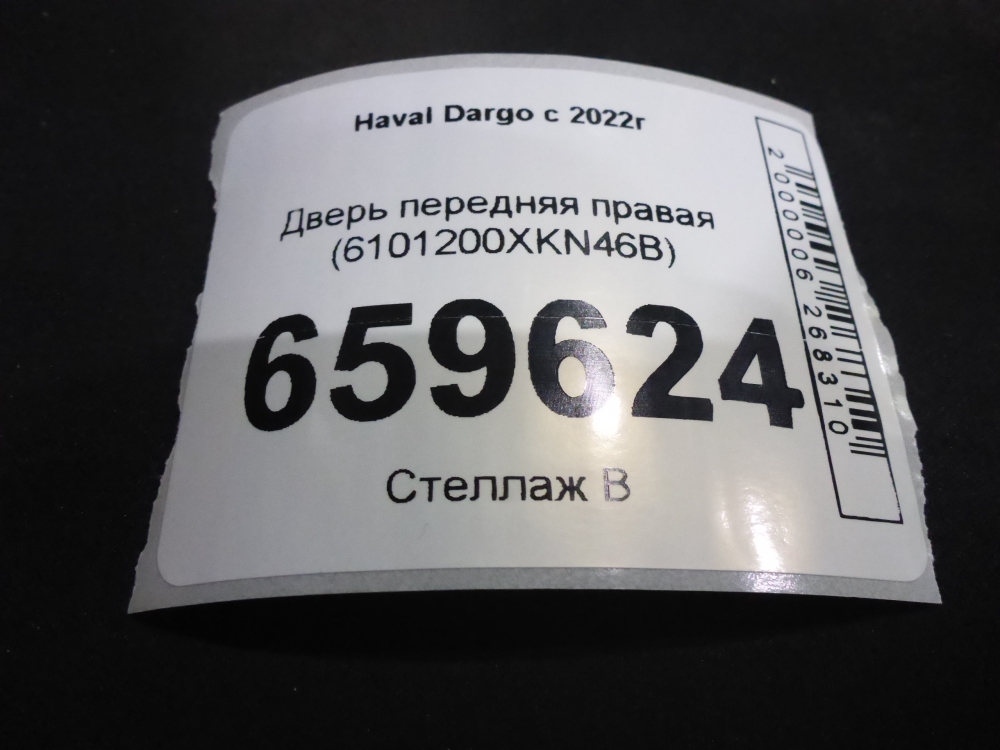 Haval Dargo с 2022г
Дверь передняя правая
(6101200XKN46B)
659624
Стеллаж В
2000006268310